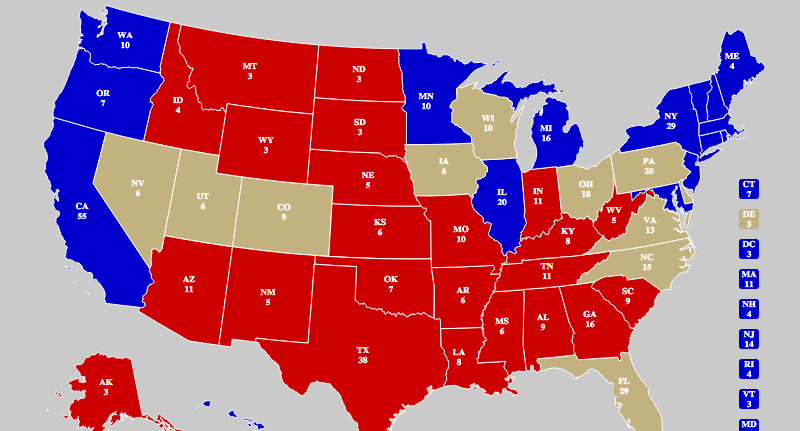 WA
10
OR
7
CA
55
NV
6
ID
4
MT
3
WY
3
UT
6
CO
9
AZ
11
NM
5
ND
3
SD
3
NE
5
KS
6
OK
7
TX
38
MN
10
IA
6
MO
10
AR
6
LA
8
WI
10
IL
20
MI
16
IN
11
OH
18
KY
8
TN
11
MS
6
AL
9
GA
16
FL
29
SC
9
NC
15
VA
13
WV
5
PA
20
NY
29
ME
4
AK
3
CT
7
DE
3
DC
3
MA
11
NH
4
NJ
14
RI
4
VT
3
MD